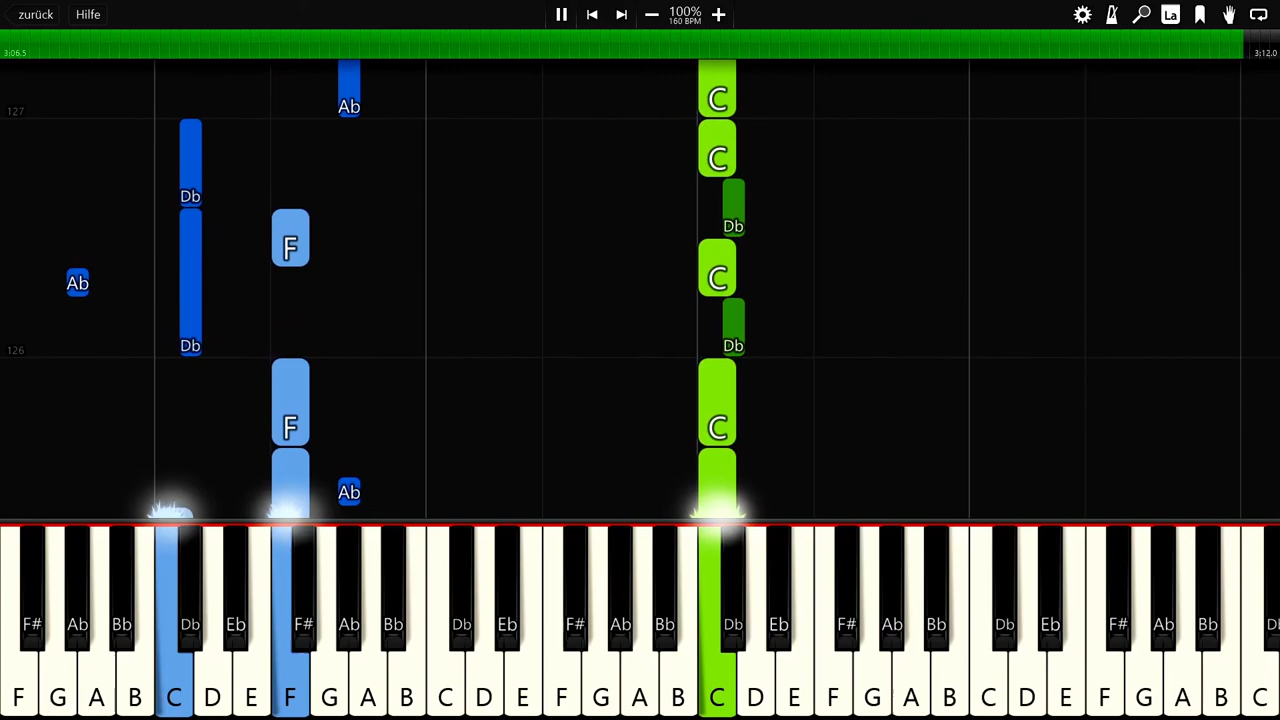 zurück Hilfe 100% La
160 BPM
3:06.5 3:12.0
Ab C
127
C
Db Db
F
Ab C
Db Db
126
F C
Ab
F# Ab Bb Db Eb F# Ab Bb Db Eb F# Ab Bb Db Eb F# Ab Bb Db Eb F# Ab Bb
F G A B C D E F G A B C D E F G A B C D E F G A B C D E F G A B C